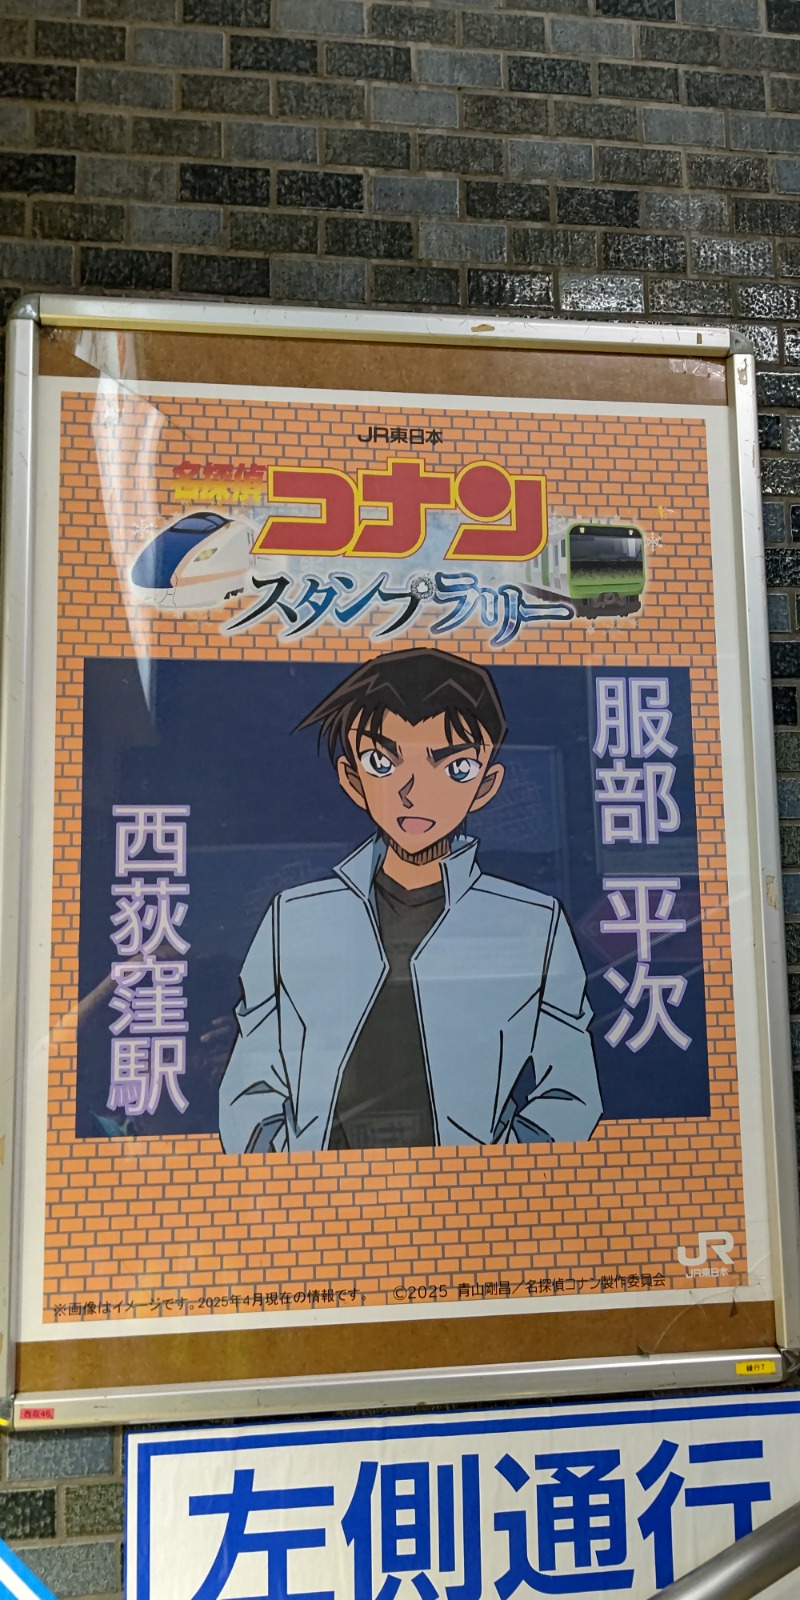 JR東日本
名探偵
コナン
スタンプラリー
服部 平次
西荻窪駅
JR
JR東日本
※画像はイメージです。2025年4月現在の情報です。 ©2025 青山剛昌／名探偵コナン製作委員会
左側通行